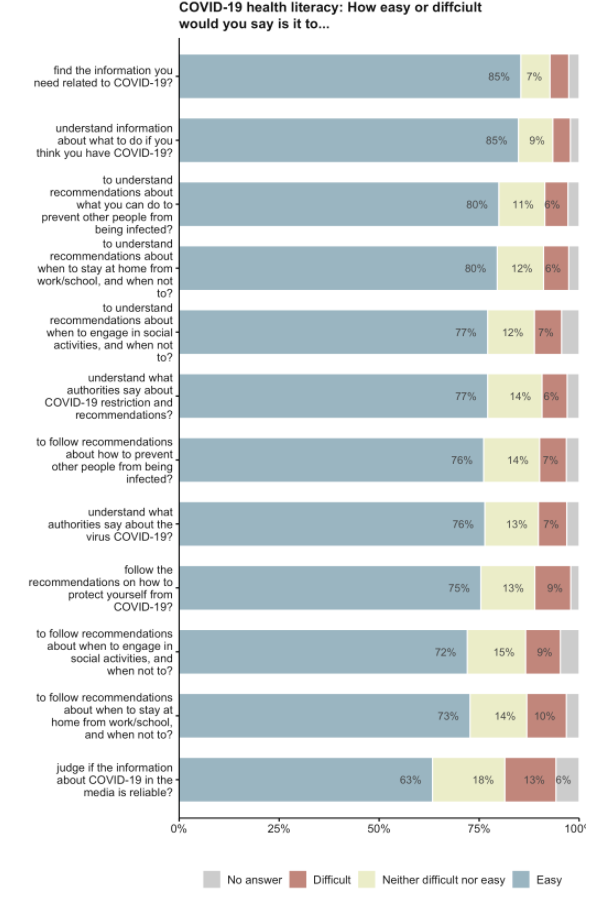 COVID-19 health literacy: How easy or diffciult
would you say is it to...
find the information you
need related to COVID-19?
85% 7%
understand information
about what to do if you
think you have COVID-19?
85% 9%
to understand
recommendations about
what you can do to
prevent other people from
being infected?
80% 11% 6%
to understand
recommendations about
when to stay at home from
work/school, and when not
to?
80% 12% 6%
to understand
recommendations about
when to engage in social
activities, and when not
to?
77% 12% 7%
understand what
authorities say about
COVID-19 restriction and
recommendations?
77% 14% 6%
to follow recommendations
about how to prevent
other people from being
infected?
76% 14% 7%
understand what
authorities say about the
virus COVID-19?
76% 13% 7%
follow the
recommendations on how to
protect yourself from
COVID-19?
75% 13% 9%
to follow recommendations
about when to engage in
social activities, and
when not to?
72% 15% 9%
to follow recommendations
about when to stay at
home from work/school,
and when not to?
73% 14% 10%
judge if the information
about COVID-19 in the
media is reliable?
63% 18% 13% 6%
0% 25% 50% 75% 100%
No answer Difficult Neither difficult nor easy Easy